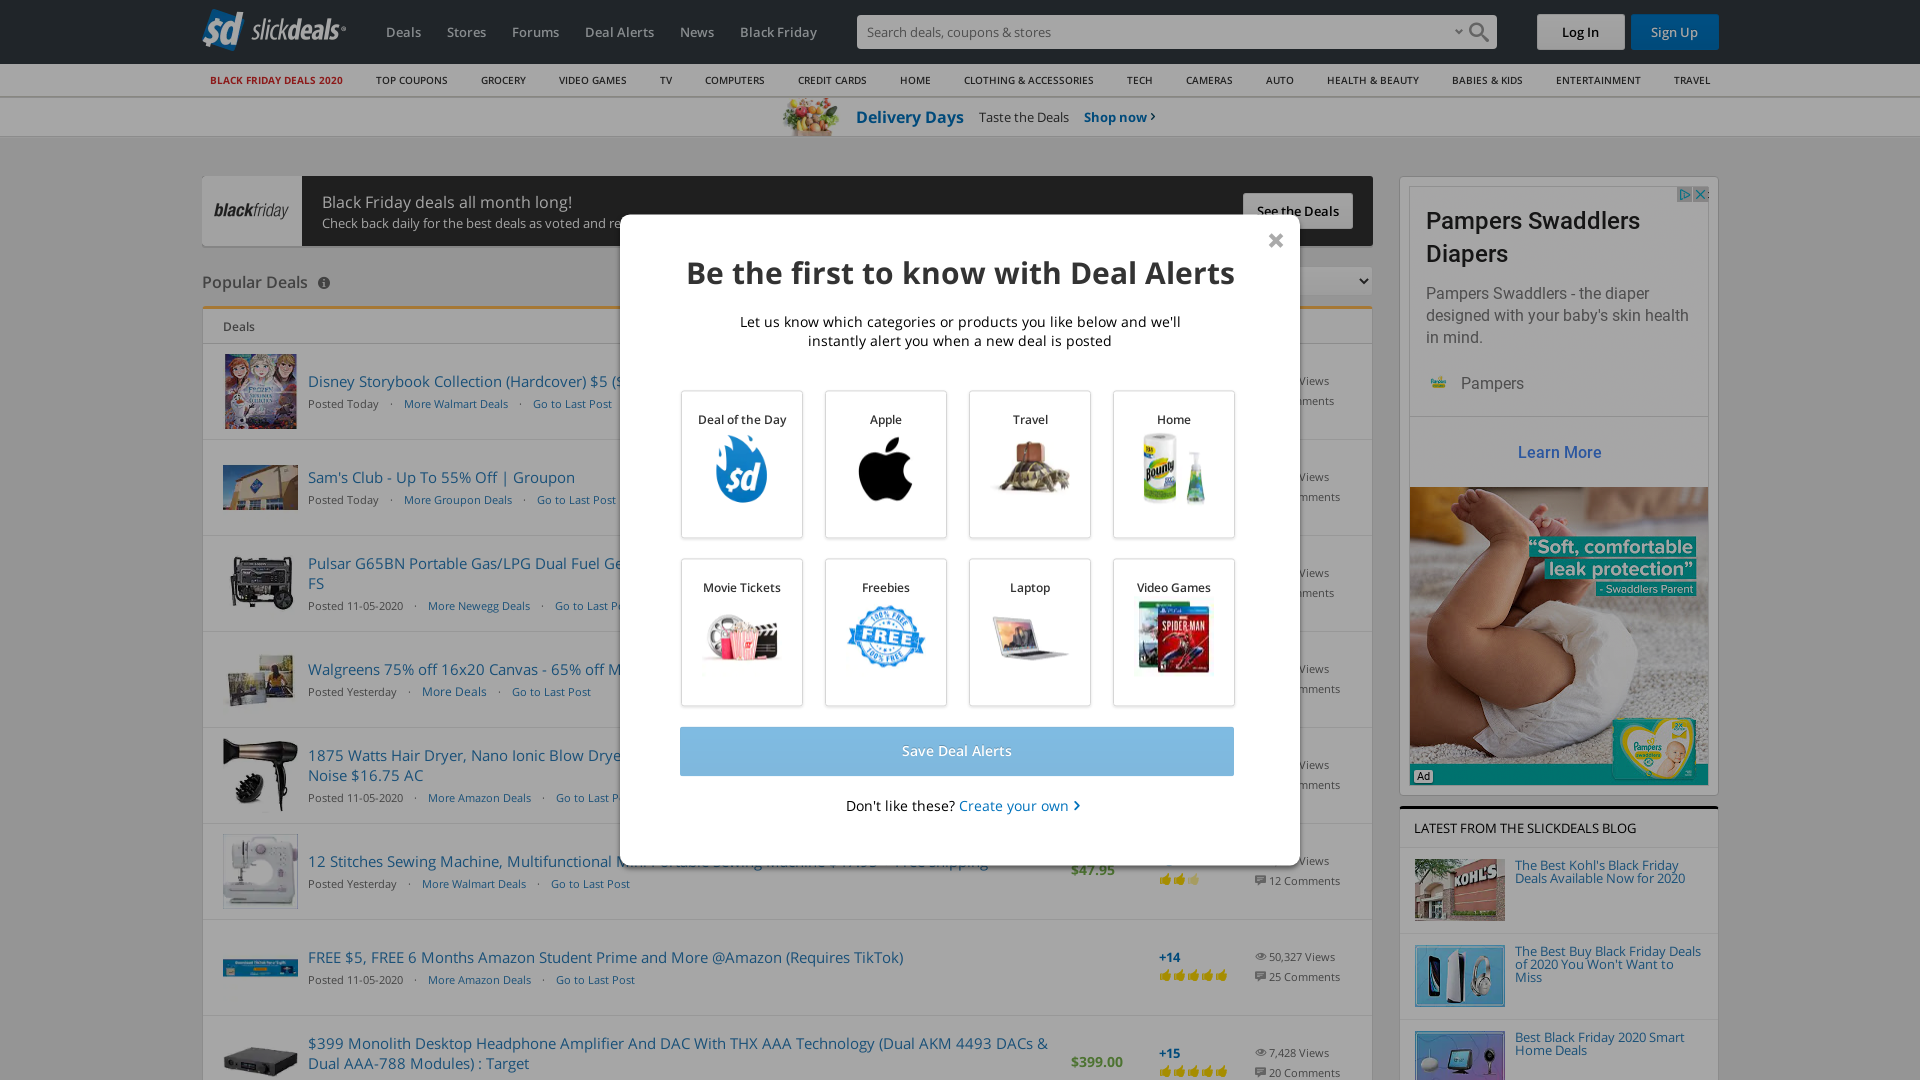 $d slickdeals
Deals
Stores
Forums
Deal Alerts
News
Black Friday
Search deals, coupons & stores
Log In
Sign Up
BLACK FRIDAY DEALS 2020
TOP COUPONS
GROCERY
VIDEO GAMES
TV
COMPUTERS
CREDIT CARDS
HOME
CLOTHING & ACCESSORIES
TECH
CAMERAS
AUTO
HEALTH & BEAUTY
BABIES & KIDS
ENTERTAINMENT
TRAVEL
Delivery Days Taste the Deals Shop now
blackfriday
Black Friday deals all month long!
Check back daily for the best deals as voted and
See the Deals
Popular Deals
Deals
Disney Storybook Collection (Hardcover) $5
Posted Today · More Walmart Deals · Go to Last Post
Views
Sam's Club - Up To 55% Off | Groupon
Posted Today · More Groupon Deals · Go to Last Post
Views
Pulsar G65BN Portable Gas/LPG Dual Fuel
FS
Posted 11-05-2020 · More Newegg Deals · Go to Last
Views
Walgreens 75% off 16x20 Canvas - 65% off
Posted Yesterday · More Deals · Go to Last Post
Views
1875 Watts Hair Dryer, Nano Ionic Blow
Noise $16.75 AC
Posted 11-05-2020 · More Amazon Deals · Go to Last
Views
12 Stitches Sewing Machine, Multifunctional
Posted Yesterday · More Walmart Deals · Go to Last Post
$47.95
Views
12 Comments
FREE $5, FREE 6 Months Amazon Student Prime and More @Amazon (Requires TikTok)
Posted 11-05-2020 · More Amazon Deals · Go to Last Post
+14
50,327 Views
25 Comments
$399 Monolith Desktop Headphone Amplifier And DAC With THX AAA Technology (Dual AKM 4493 DACs &
Dual AAA-788 Modules) : Target
$399.00
+15
7,428 Views
20 Comments
Be the first to know with Deal Alerts
Let us know which categories or products you like below and we'll
instantly alert you when a new deal is posted
Deal of the Day
$d
Apple
Travel
Home
Bounty
Movie Tickets
Freebies
100% FREE
FREE
100% FREE
Laptop
Video Games
PS4
SPIDER-MAN
Save Deal Alerts
Don't like these? Create your own
Pampers Swaddlers
Diapers
Pampers Swaddlers - the diaper
designed with your baby's skin health
in mind.
Pampers
Learn More
“Soft, comfortable
leak protection”
- Swaddlers Parent
Pampers
swaddlers
Ad
LATEST FROM THE SLICKDEALS BLOG
KOHL'S
The Best Kohl's Black Friday
Deals Available Now for 2020
The Best Buy Black Friday Deals
of 2020 You Won't Want to
Miss
Best Black Friday 2020 Smart
Home Deals